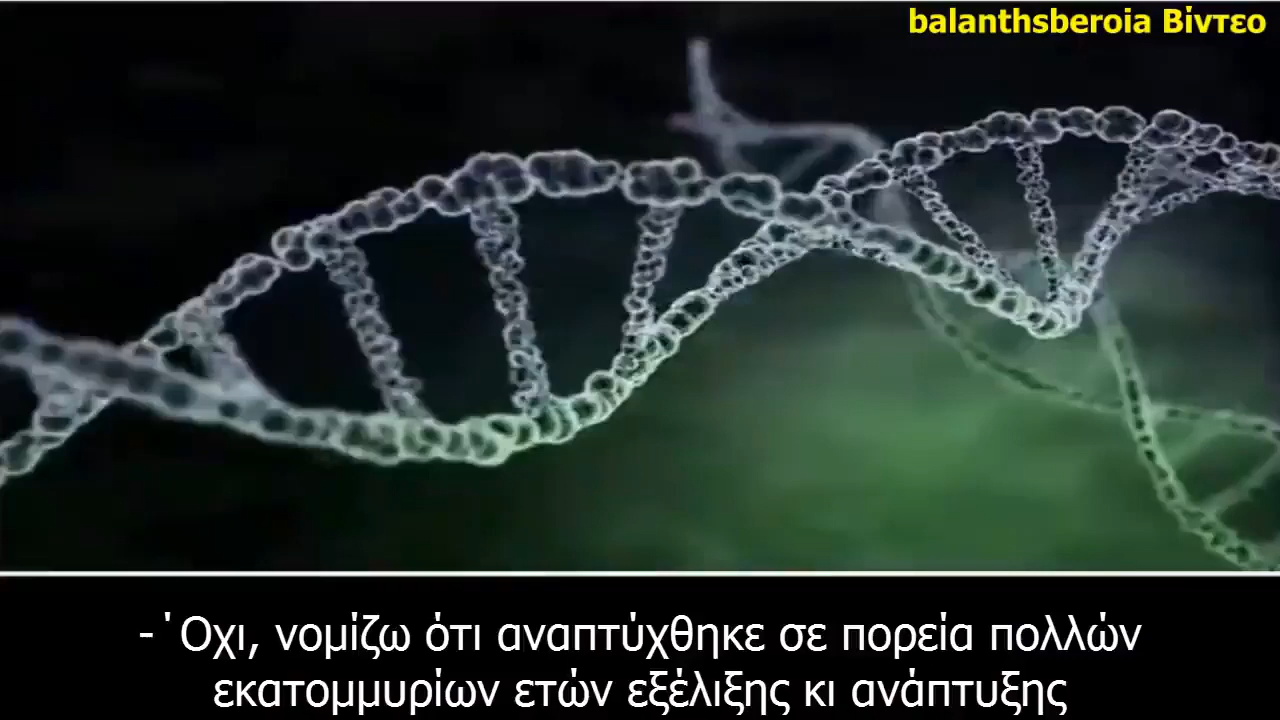 balanthsberoia Βίντεο
-΄Οχι, νομίζω ότι αναπτύχθηκε σε πορεία πολλών
εκατομμυρίων ετών εξέλιξης κι ανάπτυξης